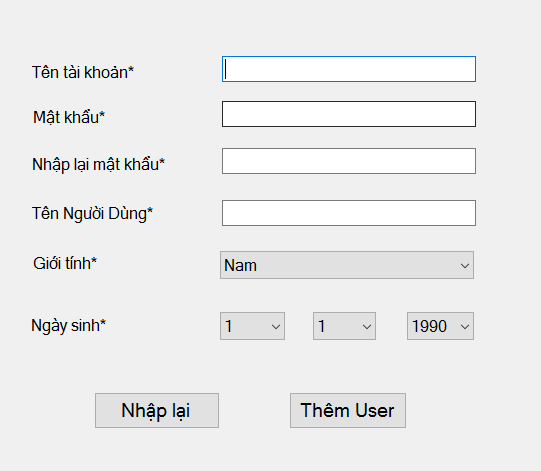 Tên tài khoản*
Mật khẩu*
Nhập lại mật khẩu*
Tên Người Dùng*
Giới tính* Nam
Ngày sinh* 1 1 1990
Nhập lại Thêm User